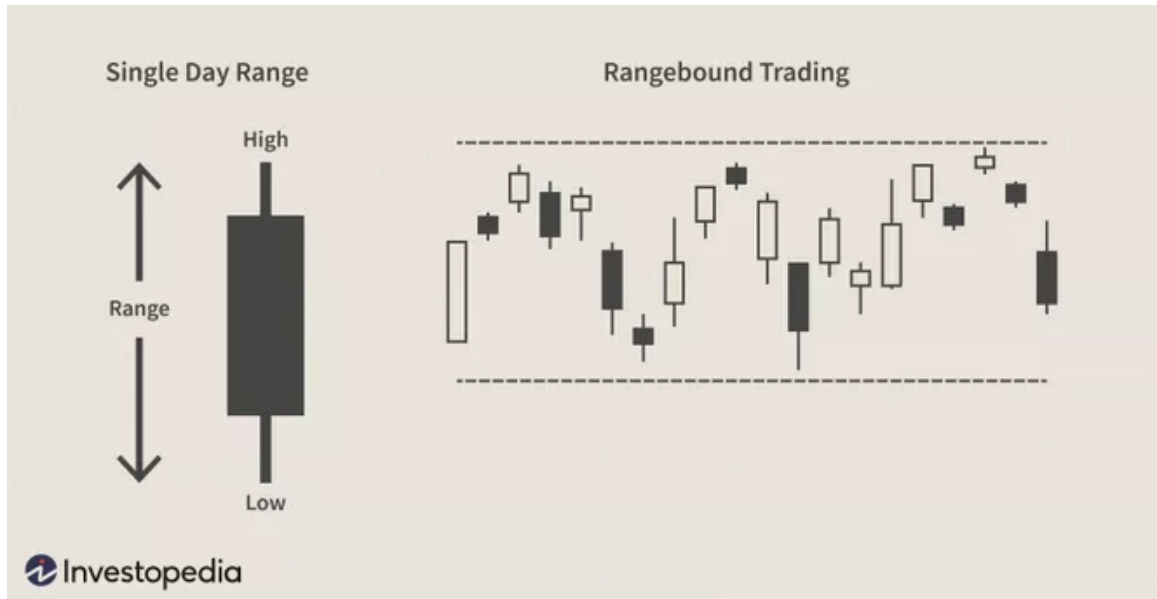 Single Day Range
High
Range
Low
Rangebound Trading
Investopedia